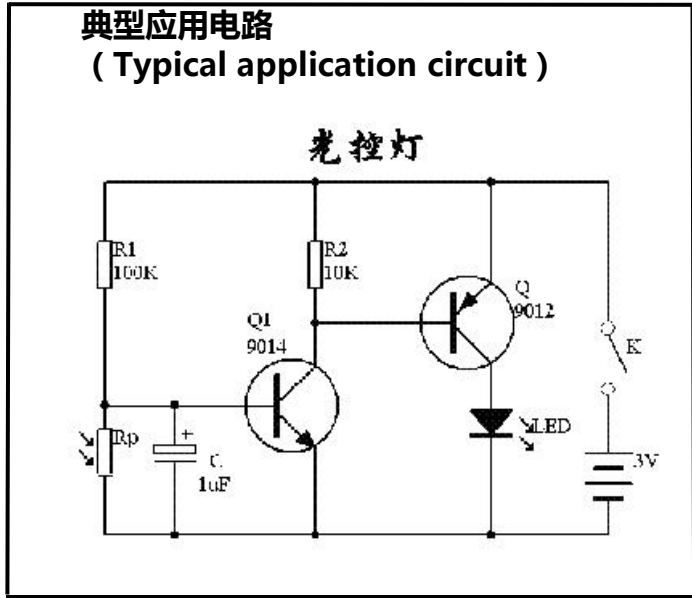 典型应用电路
（Typical application circuit）
光控灯
R1
100K
R2
10K
Q1
9014
Q
9012
K
Rp
+
C
1uF
LED
3V